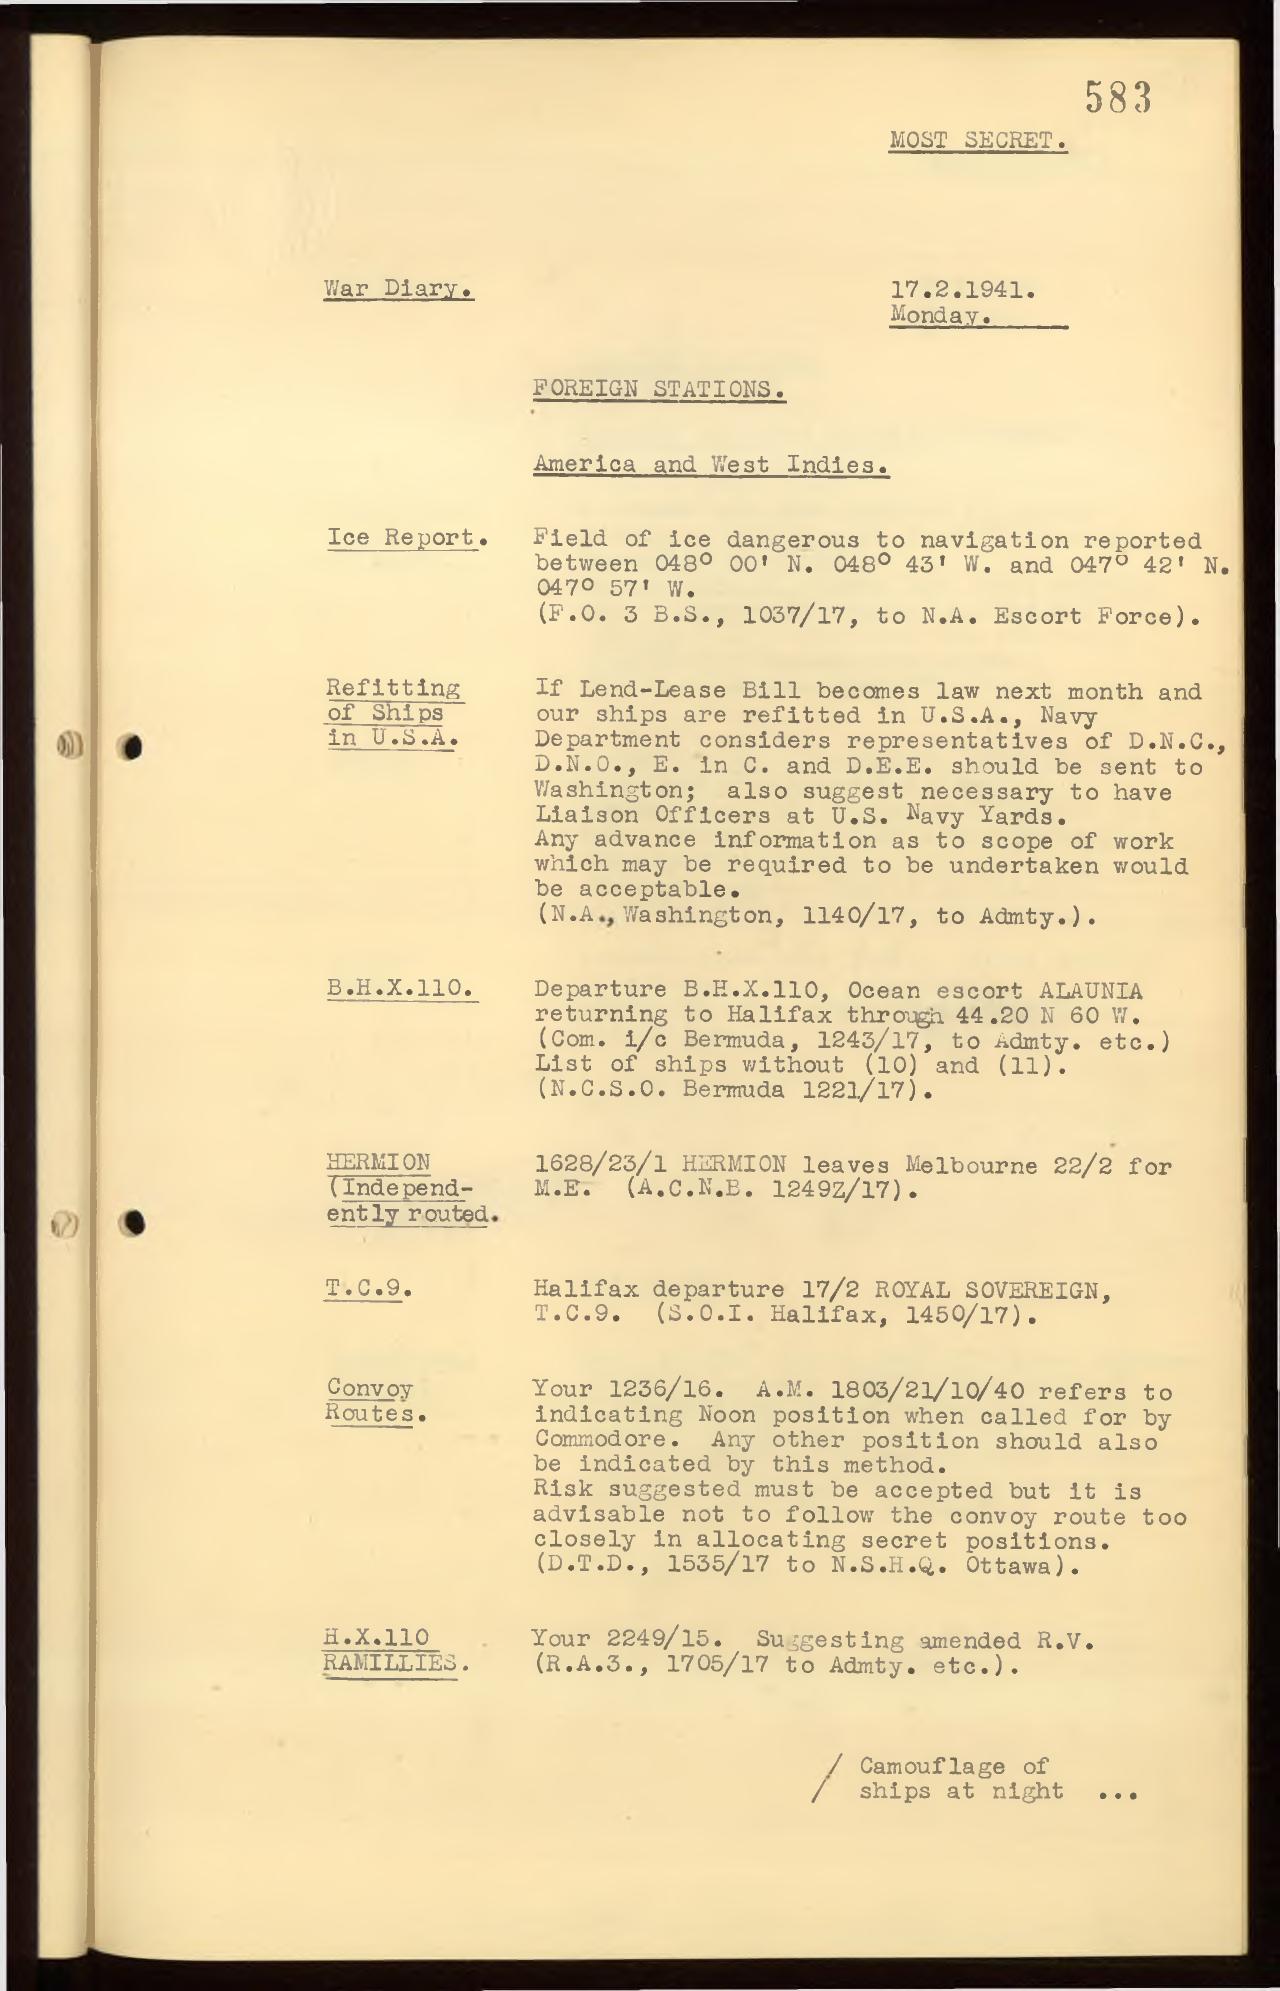 583
MOST SECRET.
War Diary.
17.2.1941.
Monday.
FOREIGN STATIONS.
America and West Indies.
Ice Report.
Field of ice dangerous to navigation reported
between 048° 00' N. 048° 43' W. and 047° 42' N.
047° 57' W.
(F.O. 3 B.S., 1037/17, to N.A. Escort Force).
Refitting
of Ships
in U.S.A.
If Lend-Lease Bill becomes law next month and
our ships are refitted in U.S.A., Navy
Department considers representatives of D.N.C.,
D.N.O., E. in C. and D.E.E. should be sent to
Washington; also suggest necessary to have
Liaison Officers at U.S. Navy Yards.
Any advance information as to scope of work
which may be required to be undertaken would
be acceptable.
(N.A., Washington, 1140/17, to Admty.).
B.H.X.110.
Departure B.H.X.110, Ocean escort ALAUNIA
returning to Halifax through 44.20 N 60 W.
(Com. i/c Bermuda, 1243/17, to Admty. etc.)
List of ships without (10) and (11).
(N.C.S.O. Bermuda 1221/17).
HERMION
(Independ-
ently routed.
1628/23/1 HERMION leaves Melbourne 22/2 for
M.E. (A.C.N.B. 1249Z/17).
T.C.9.
Halifax departure 17/2 ROYAL SOVEREIGN,
T.C.9. (S.O.I. Halifax, 1450/17).
Convoy
Routes.
Your 1236/16. A.M. 1803/21/10/40 refers to
indicating Noon position when called for by
Commodore. Any other position should also
be indicated by this method.
Risk suggested must be accepted but it is
advisable not to follow the convoy route too
closely in allocating secret positions.
(D.T.D., 1535/17 to N.S.H.Q. Ottawa).
H.X.110
RAMILLIES.
Your 2249/15. Suggesting amended R.V.
(R.A.3., 1705/17 to Admty. etc.).
/ Camouflage of
/ ships at night ...